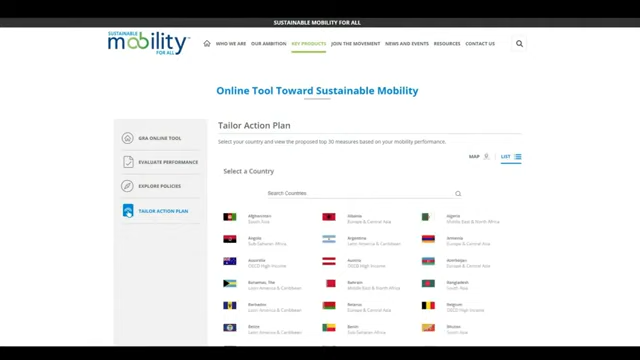 SUSTAINABLE MOBILITY FOR ALL
SUSTAINABLE
mobility™
FOR ALL
WHO WE ARE OUR AMBITION KEY PRODUCTS JOIN THE MOVEMENT NEWS AND EVENTS RESOURCES CONTACT US
Online Tool Toward Sustainable Mobility
GRA ONLINE TOOL
EVALUATE PERFORMANCE
EXPLORE POLICIES
TAILOR ACTION PLAN
Tailor Action Plan
Select your country and view the proposed top 30 measures based on your mobility performance.
MAP LIST
Select a Country
Search Countries
Afghanistan Albania Algeria
South Asia Europe & Central Asia Middle East & North Africa
Angola Argentina Armenia
Sub-Saharan Africa Latin America & Caribbean Europe & Central Asia
Australia Austria Azerbaijan
OECD High Income OECD High Income Europe & Central Asia
Bahamas, The Bahrain Bangladesh
Latin America & Caribbean Middle East & North Africa South Asia
Barbados Belarus Belgium
Latin America & Caribbean Europe & Central Asia OECD High Income
Belize Benin Bhutan
Latin America & Caribbean Sub-Saharan Africa South Asia